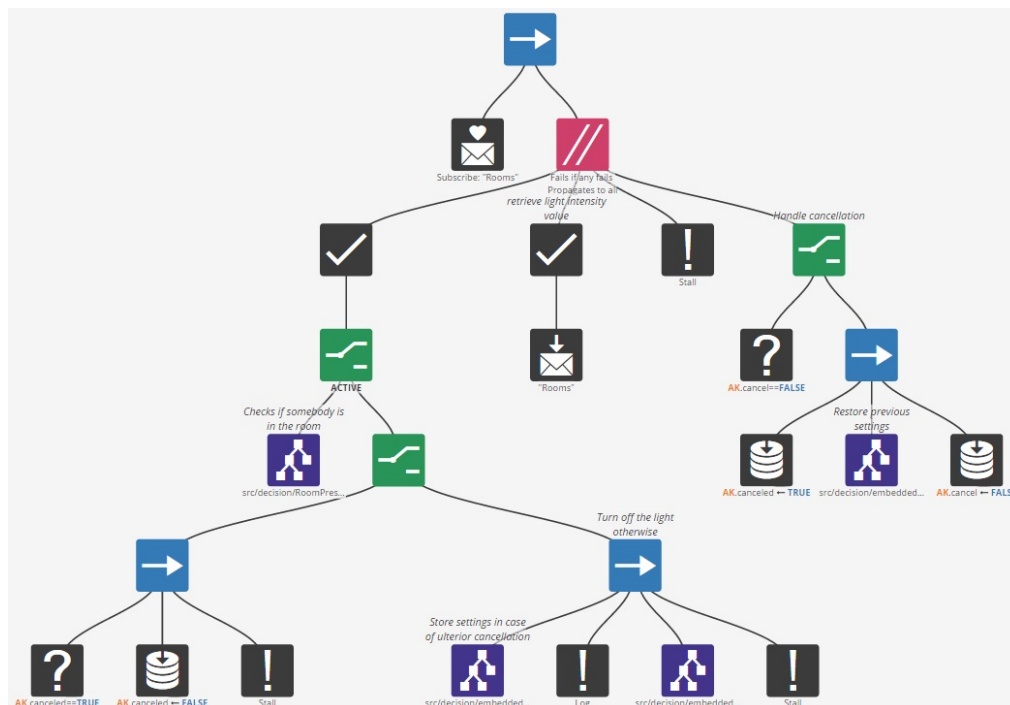 Subscribe: "Rooms"
Fails if any fails
Propagates to all
retrieve light intensity
value
Handle cancellation
Stall
ACTIVE
"Rooms"
AK.cancel==FALSE
Checks if somebody is
in the room
Restore previous
settings
src/decision/RoomPres...
AK.canceled ← TRUE
src/decision/embedded...
AK.cancel ← FALS
Turn off the light
otherwise
Store settings in case
of ulterior cancellation
AK.canceled==TRUE
AK.canceled ← FALSE
Stall
src/decision/embedded
Log
src/decision/embedded
Stall